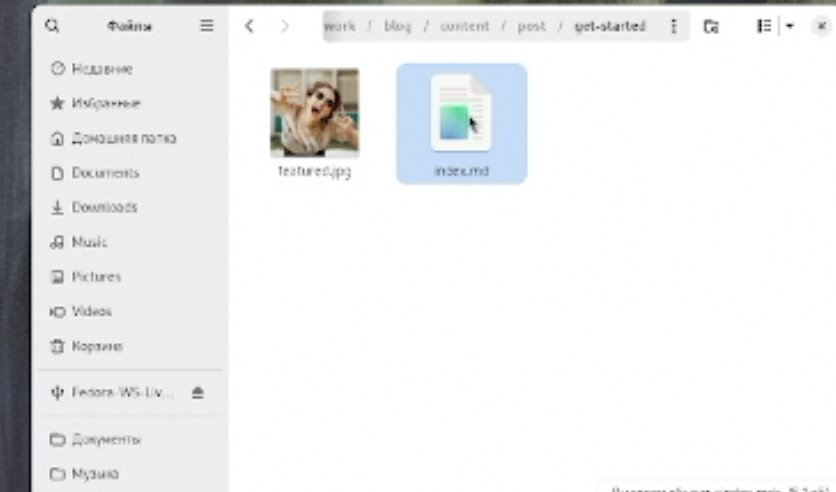 Файлы
work / blog / content / post / get-started
Недавние
Избранные
Домашняя папка
Documents
Downloads
Music
Pictures
Videos
Корзина
Fedora-WS-Liv...
Документы
Музыка
featured.jpg
index.md